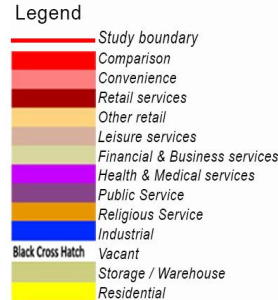 Legend
Study boundary
Comparison
Convenience
Retail services
Other retail
Leisure services
Financial & Business services
Health & Medical services
Public Service
Religious Service
Industrial
Black Cross Hatch Vacant
Storage / Warehouse
Residential